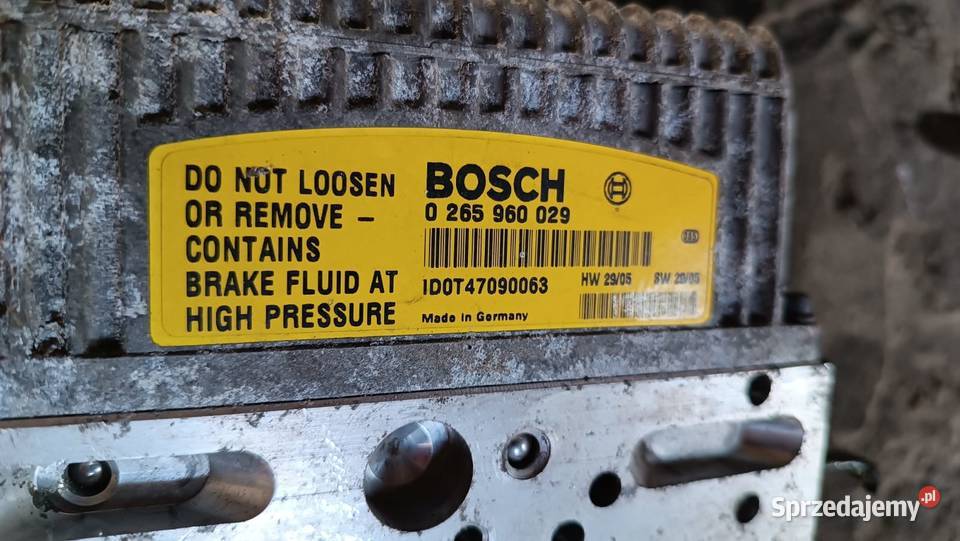 DO NOT LOOSEN
OR REMOVE –
CONTAINS
BRAKE FLUID AT
HIGH PRESSURE
BOSCH
0 265 960 029
ID0T47090063
HW 29/05 SW 29/05
Made in Germany
Sprzedajemy.pl